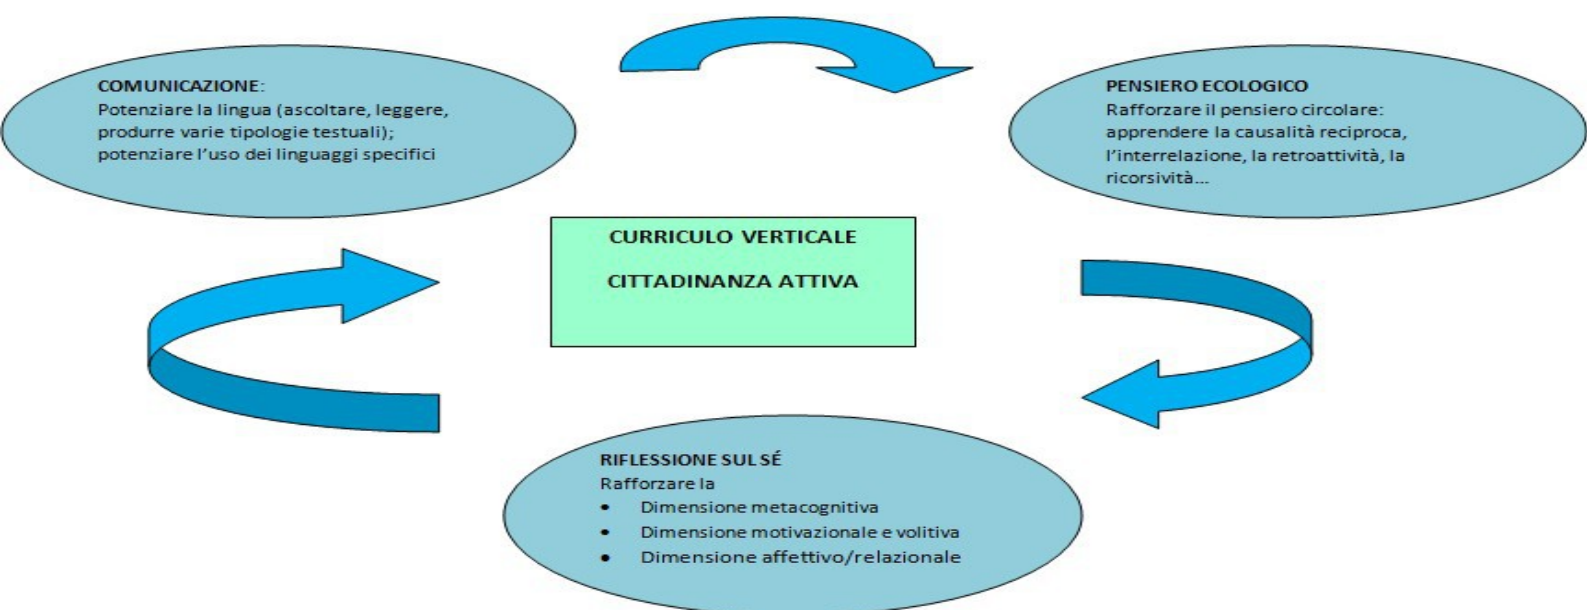 COMUNICAZIONE:
Potenziare la lingua (ascoltare, leggere,
produrre varie tipologie testuali);
potenziare l’uso dei linguaggi specifici
PENSIERO ECOLOGICO
Rafforzare il pensiero circolare:
apprendere la causalità reciproca,
l’interrelazione, la retroattività, la
ricorsività...
CURRICULO VERTICALE
CITTADINANZA ATTIVA
RIFLESSIONE SUL SÉ
Rafforzare la
• Dimensione metacognitiva
• Dimensione motivazionale e volitiva
• Dimensione affettivo/relazionale